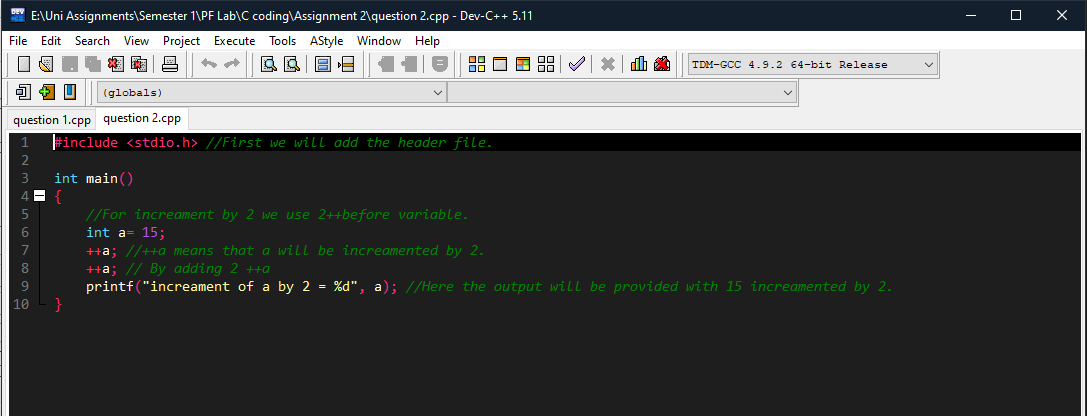 E:\Uni Assignments\Semester 1\PF Lab\C coding\Assignment 2\question 2.cpp - Dev-C++ 5.11
File Edit Search View Project Execute Tools AStyle Window Help
TDM-GCC 4.9.2 64-bit Release
(globals)
question 1.cpp question 2.cpp
1 #include <stdio.h> //First we will add the header file.
2
3 int main()
4 {
5 //For increament by 2 we use 2++before variable.
6 int a= 15;
7 ++a; //++a means that a will be increamented by 2.
8 ++a; // By adding 2 ++a
9 printf("increament of a by 2 = %d", a); //Here the output will be provided with 15 increamented by 2.
10 }